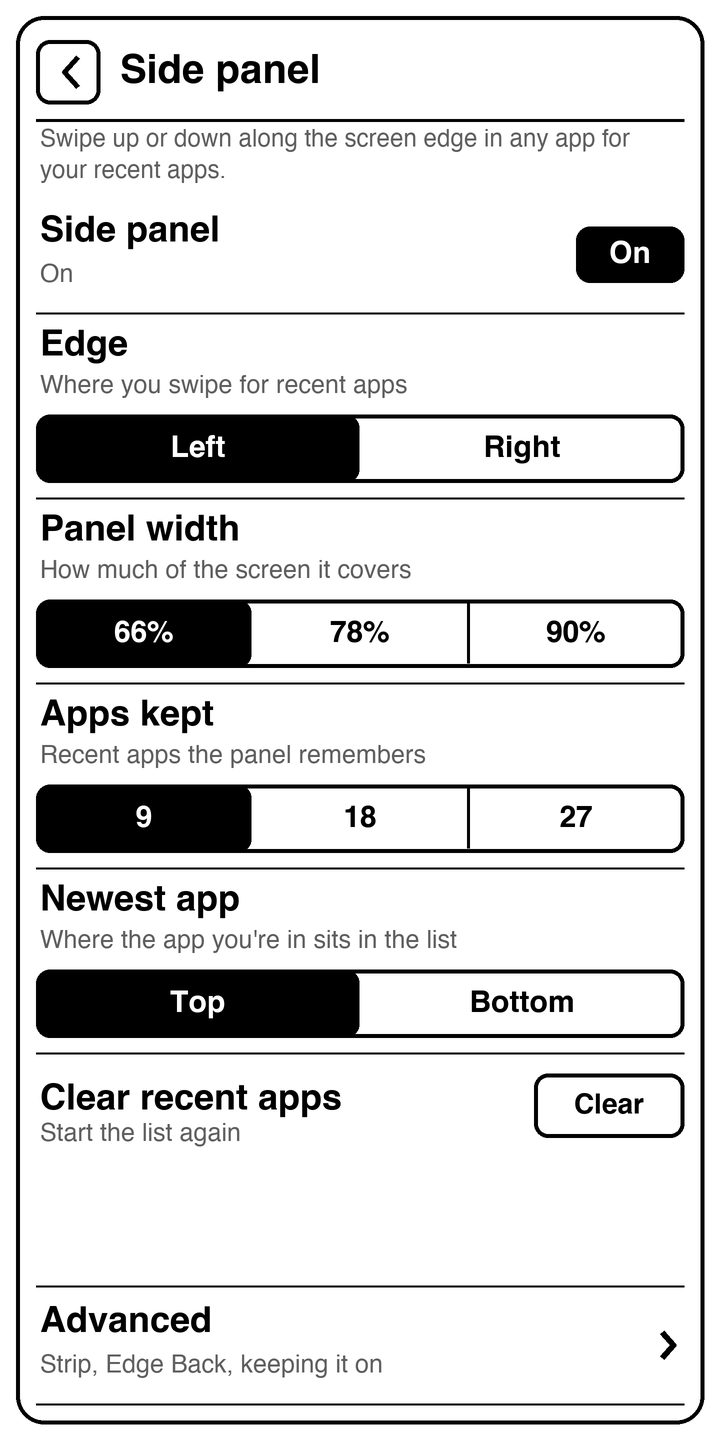 Side panel
Swipe up or down along the screen edge in any app for
your recent apps.
Side panel
On
On
Edge
Where you swipe for recent apps
Left
Right
Panel width
How much of the screen it covers
66%
78%
90%
Apps kept
Recent apps the panel remembers
9
18
27
Newest app
Where the app you're in sits in the list
Top
Bottom
Clear recent apps
Start the list again
Clear
Advanced
Strip, Edge Back, keeping it on